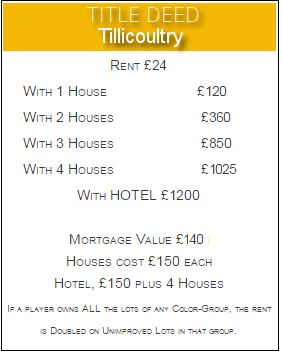 TITLE DEED
Tillicoultry
Rent £24
With 1 House £120
With 2 Houses £360
With 3 Houses £850
With 4 Houses £1025
With HOTEL £1200
Mortgage Value £140
Houses cost £150 each
Hotel, £150 plus 4 Houses
If a player owns ALL the lots of any Color-Group, the rent
is Doubled on Unimproved Lots in that group.